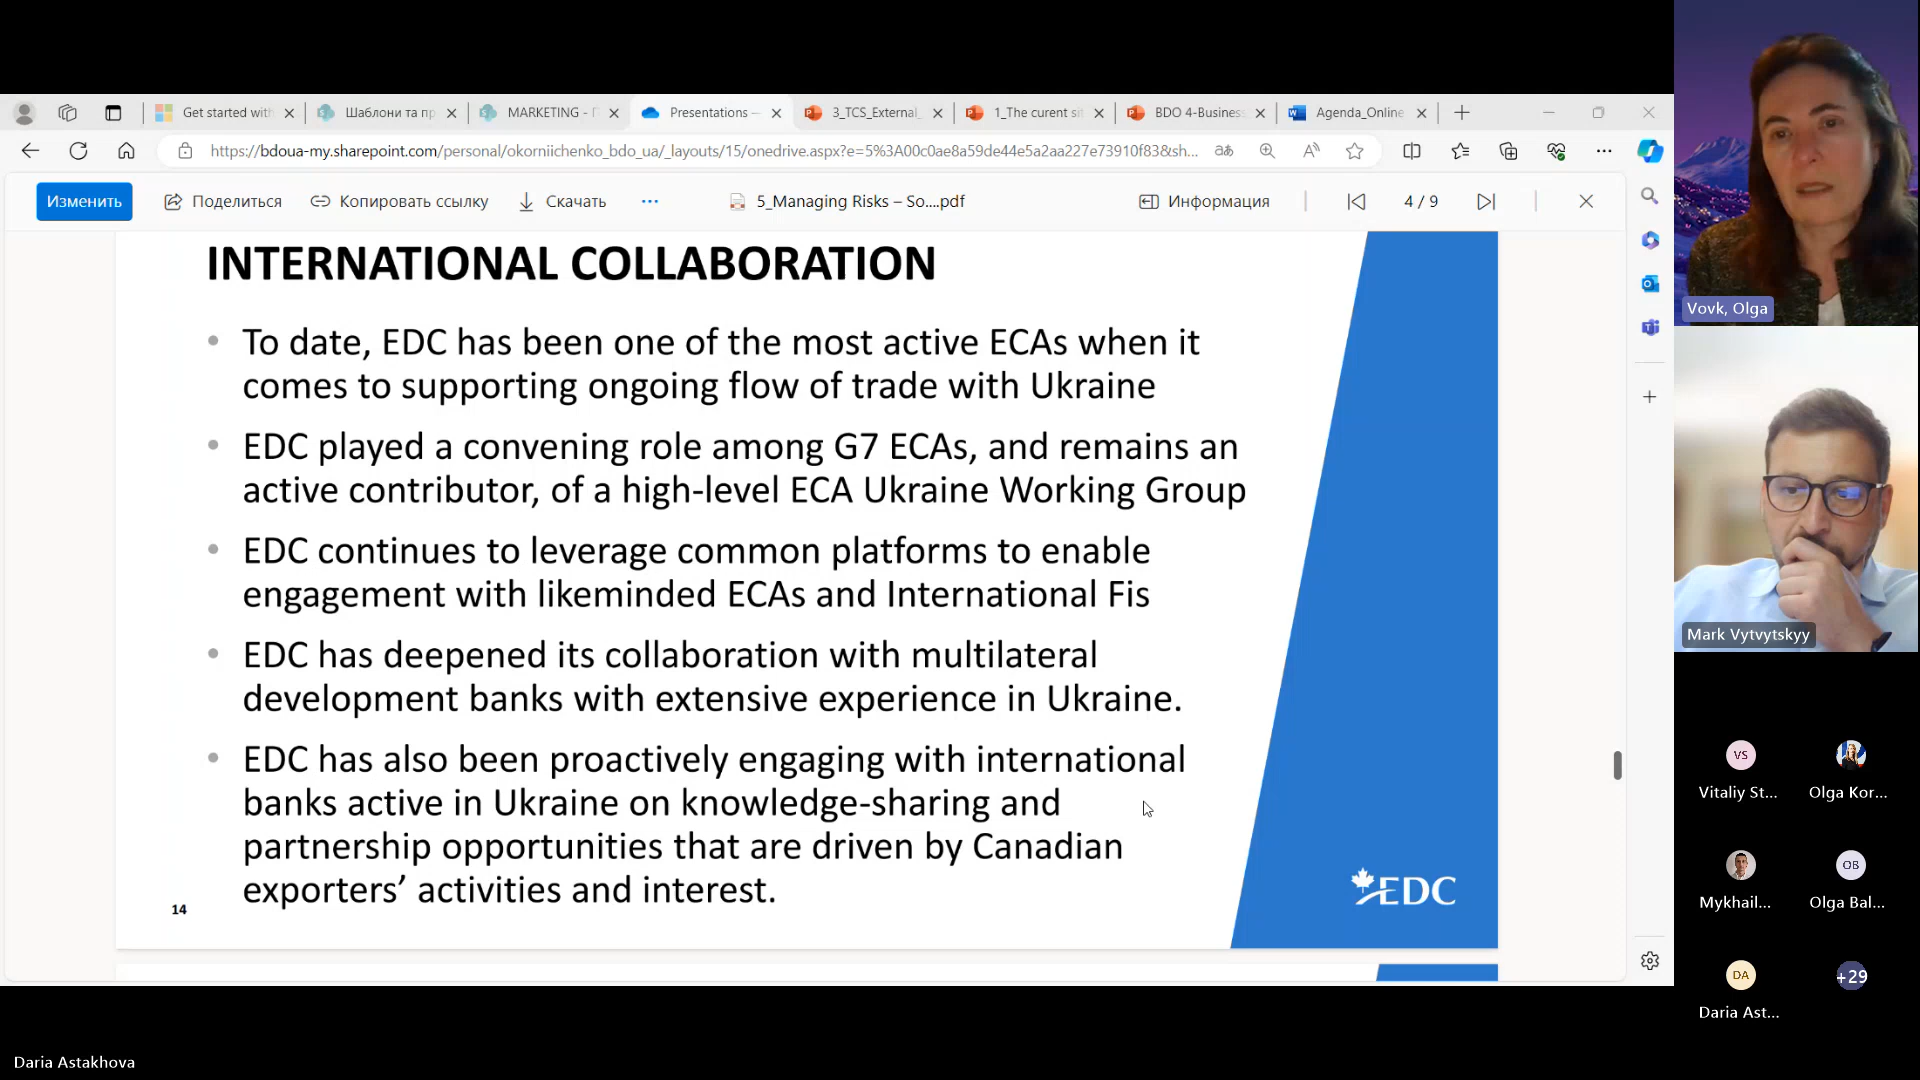 Get started with
Шаблони та пр
MARKETING - П
Presentations –
3_TCS_External_
1_The curent sit
BDO 4-Business
Agenda_Online
https://bdoua-my.sharepoint.com/personal/okorniichenko_bdo_ua/_layouts/15/onedrive.aspx?e=5%3A00c0ae8a59de44e5a2aa227e73910f83&sh...
Изменить
Поделиться
Копировать ссылку
Скачать
...
5_Managing Risks – So....pdf
Информация
4 / 9
INTERNATIONAL COLLABORATION
• To date, EDC has been one of the most active ECAs when it
comes to supporting ongoing flow of trade with Ukraine
• EDC played a convening role among G7 ECAs, and remains an
active contributor, of a high-level ECA Ukraine Working Group
• EDC continues to leverage common platforms to enable
engagement with likeminded ECAs and International Fis
• EDC has deepened its collaboration with multilateral
development banks with extensive experience in Ukraine.
• EDC has also been proactively engaging with international
banks active in Ukraine on knowledge-sharing and
partnership opportunities that are driven by Canadian
exporters’ activities and interest.
14
EDC
Vovk, Olga
Mark Vytvytskyy
VS
Vitaliy St...
Olga Kor...
Mykhail...
OB
Olga Bal...
DA
Daria Ast...
+29
Daria Astakhova